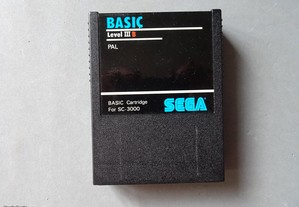 BASIC
Level III B
PAL
BASIC Cartridge
For SC-3000
SEGA